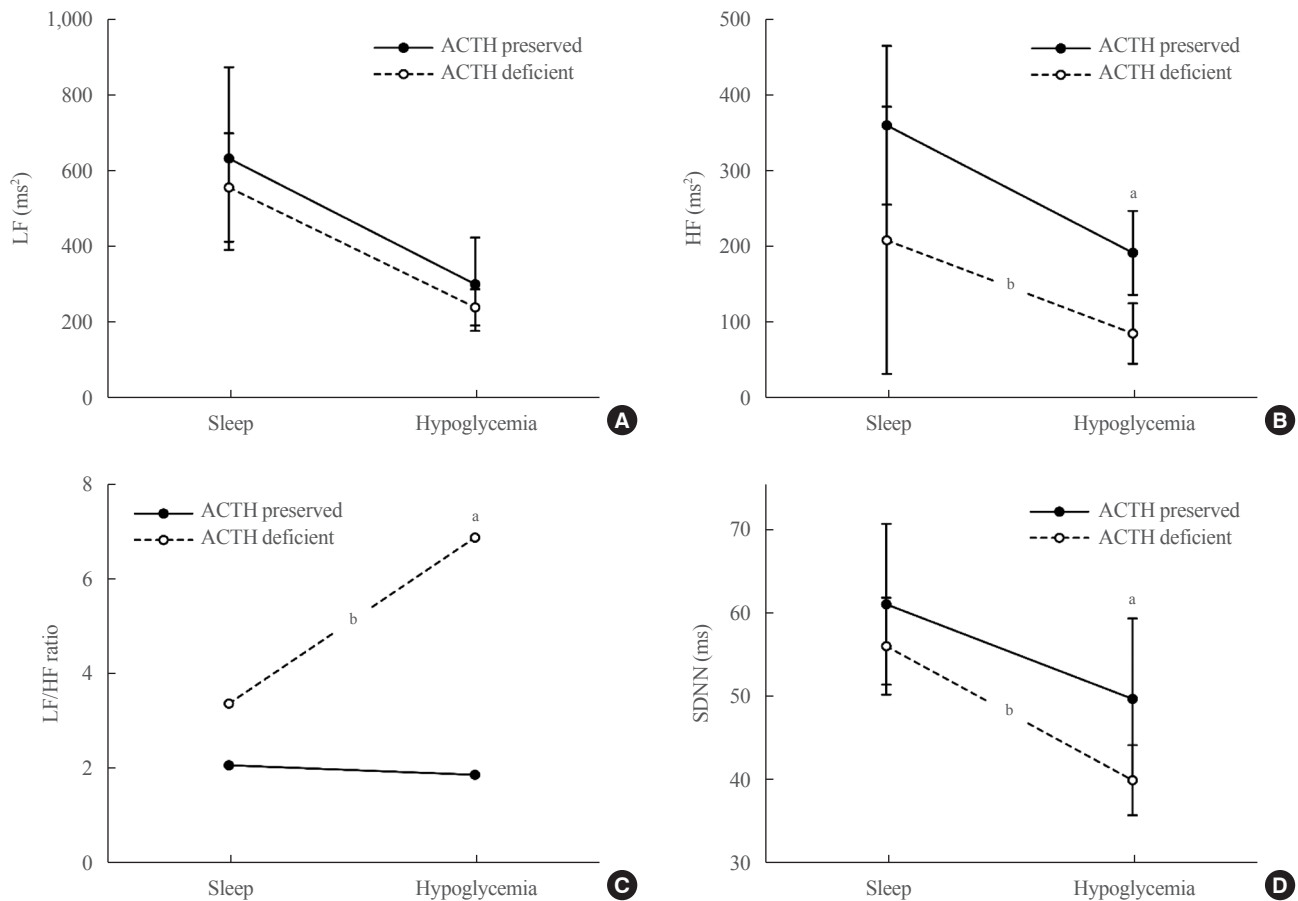 1,000
800
600
400
200
0
LF (ms²)
ACTH preserved
ACTH deficient
Sleep
Hypoglycemia
A
500
400
300
200
100
0
HF (ms²)
ACTH preserved
ACTH deficient
a
b
Sleep
Hypoglycemia
B
8
6
4
2
0
LF/HF ratio
ACTH preserved
ACTH deficient
a
b
Sleep
Hypoglycemia
C
70
60
50
40
30
SDNN (ms)
ACTH preserved
ACTH deficient
a
b
Sleep
Hypoglycemia
D